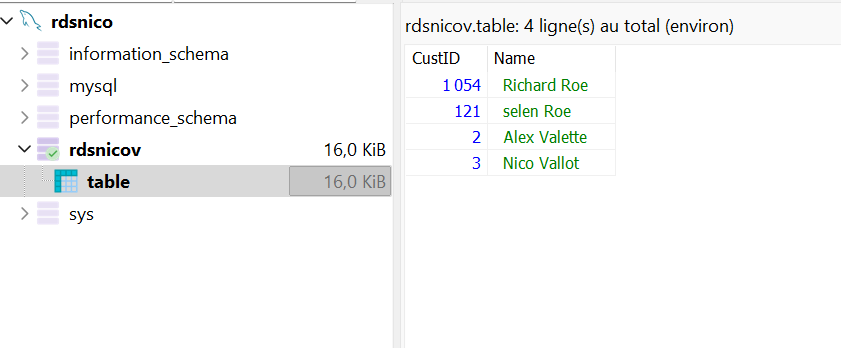 rdsnico
information_schema
mysql
performance_schema
rdsnicov 16,0 KiB
table 16,0 KiB
sys
rdsnicov.table: 4 ligne(s) au total (environ)
CustID Name
1 054 Richard Roe
121 selen Roe
2 Alex Valette
3 Nico Vallot